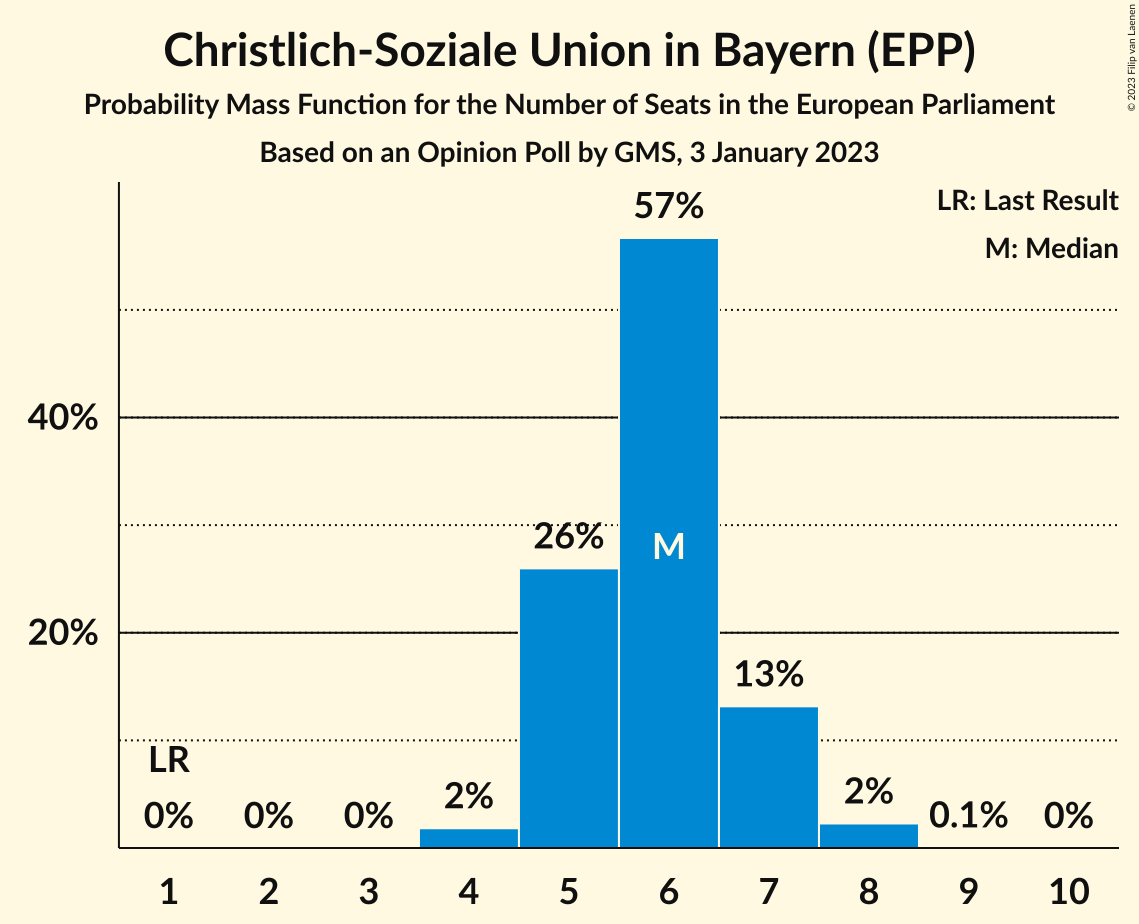 Christlich-Soziale Union in Bayern (EPP)
Probability Mass Function for the Number of Seats in the European Parliament
Based on an Opinion Poll by GMS, 3 January 2023
© 2023 Filip van Laenen
LR: Last Result
M: Median
57%
40%
26%
M
20%
13%
LR
0%
0%
0%
2%
2%
0.1%
0%
1 2 3 4 5 6 7 8 9 10